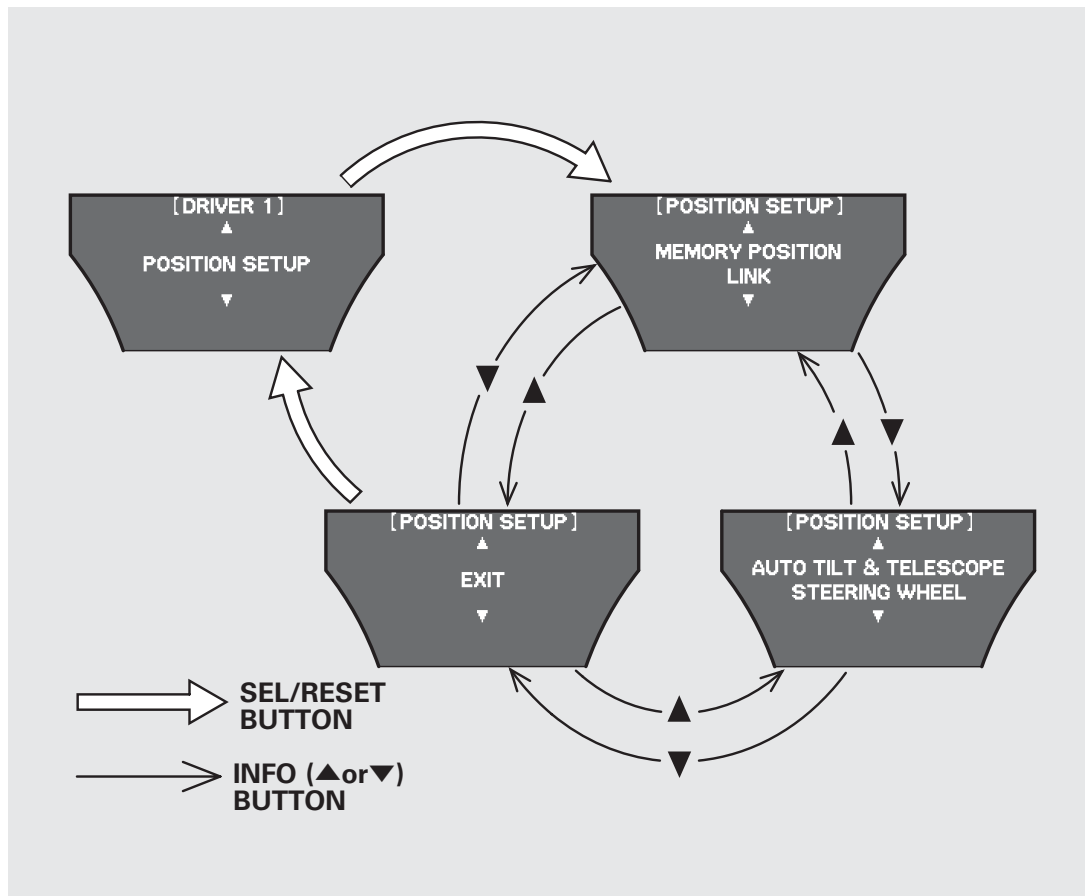 [DRIVER 1]
▲
POSITION SETUP
▼
[POSITION SETUP]
▲
MEMORY POSITION
LINK
▼
▼
▲
▲
▼
[POSITION SETUP]
▲
EXIT
▼
[POSITION SETUP]
▲
AUTO TILT & TELESCOPE
STEERING WHEEL
▼
▲
▼
SEL/RESET
BUTTON
INFO (▲or▼)
BUTTON